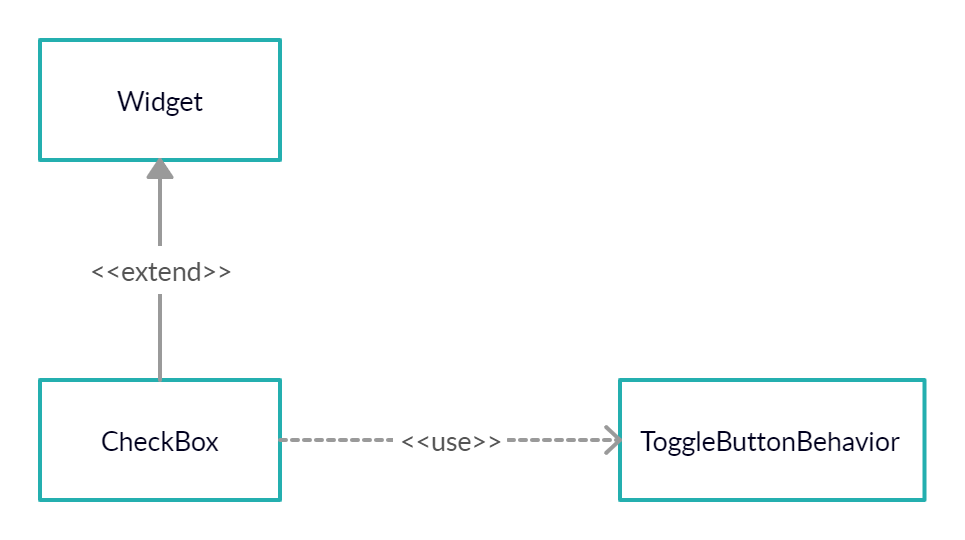 Widget
<<extend>>
CheckBox
<<use>>
ToggleButtonBehavior